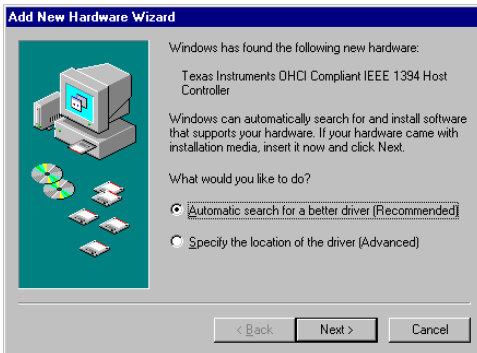 Add New Hardware Wizard
Windows has found the following new hardware:
Texas Instruments OHCI Compliant IEEE 1394 Host
Controller
Windows can automatically search for and install software
that supports your hardware. If your hardware came with
installation media, insert it now and click Next.
What would you like to do?
Automatic search for a better driver (Recommended)
Specify the location of the driver (Advanced)
< Back
Next >
Cancel